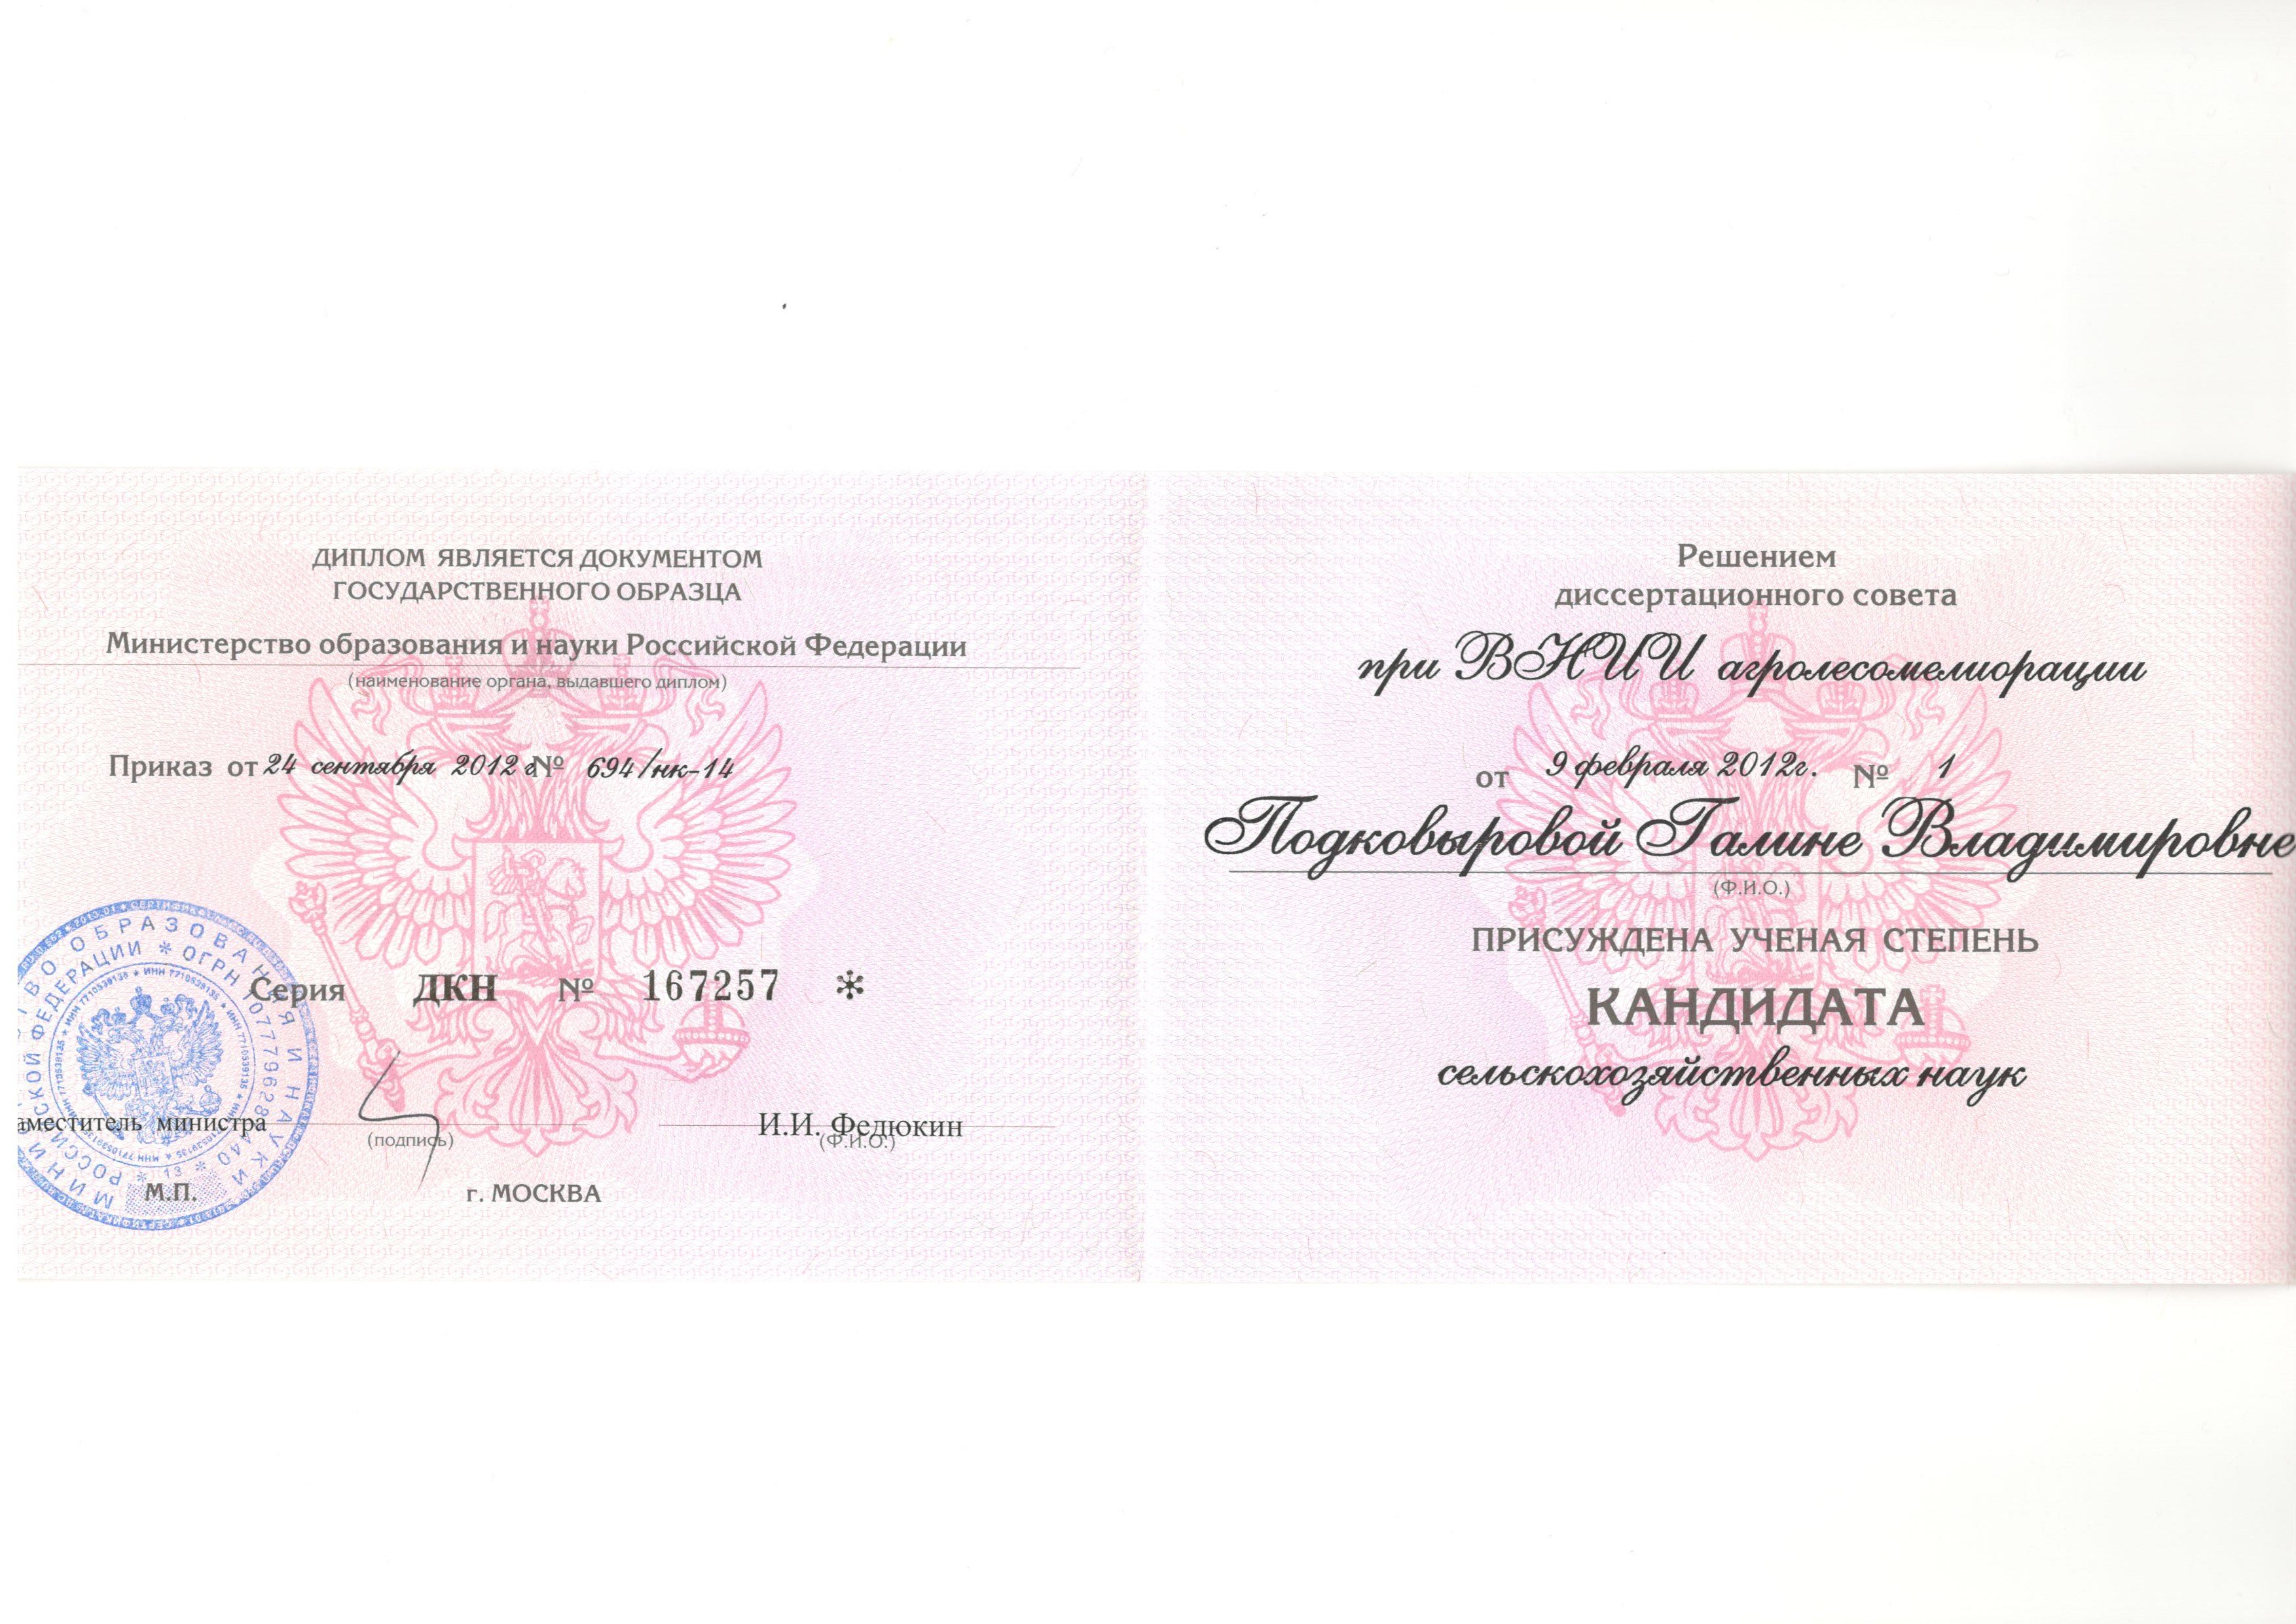 ДИПЛОМ ЯВЛЯЕТСЯ ДОКУМЕНТОМ
ГОСУДАРСТВЕННОГО ОБРАЗЦА
Министерство образования и науки Российской Федерации
(наименование органа, выдавшего диплом)
Приказ от 24 сентября 2012 г. № 694/нк-14
Серия ДКН № 167257 *
аместитель министра
(подпись)
И.И. Федюкин
(Ф.И.О.)
М.П.
г. МОСКВА
Решением
диссертационного совета
при ВНИИ агролесомелиорации
от 9 февраля 2012г. № 1
Подковыровой Галине Владимировне
(Ф.И.О.)
ПРИСУЖДЕНА УЧЕНАЯ СТЕПЕНЬ
КАНДИДАТА
сельскохозяйственных наук